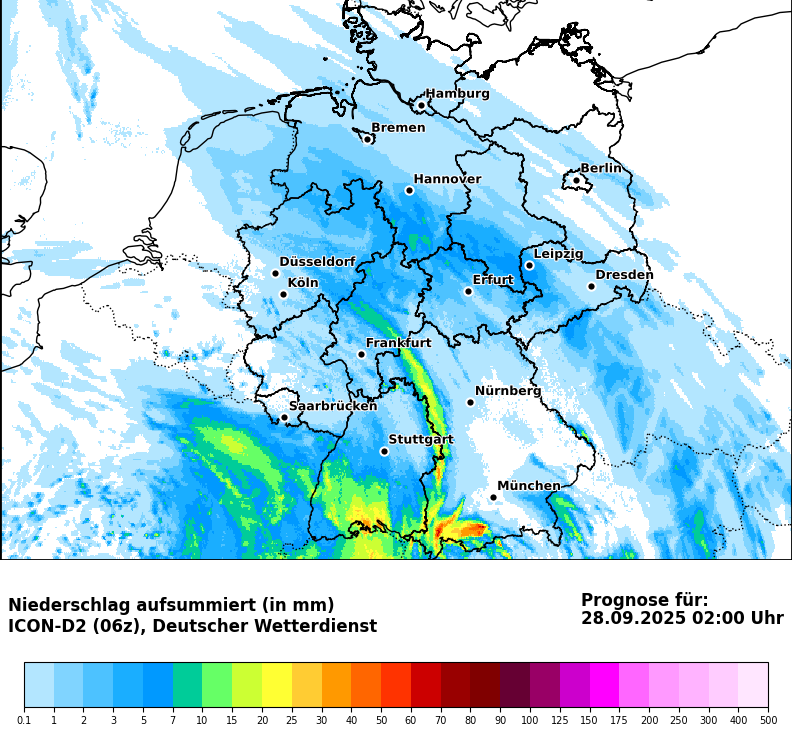 Hamburg
Bremen
Berlin
Hannover
Leipzig
Düsseldorf
Dresden
Erfurt
Köln
Frankfurt
Nürnberg
Saarbrücken
Stuttgart
München
Niederschlag aufsummiert (in mm)
ICON-D2 (06z), Deutscher Wetterdienst
Prognose für:
28.09.2025 02:00 Uhr
0.1 1 2 3 5 7 10 15 20 25 30 40 50 60 70 80 90 100 125 150 175 200 250 300 400 500